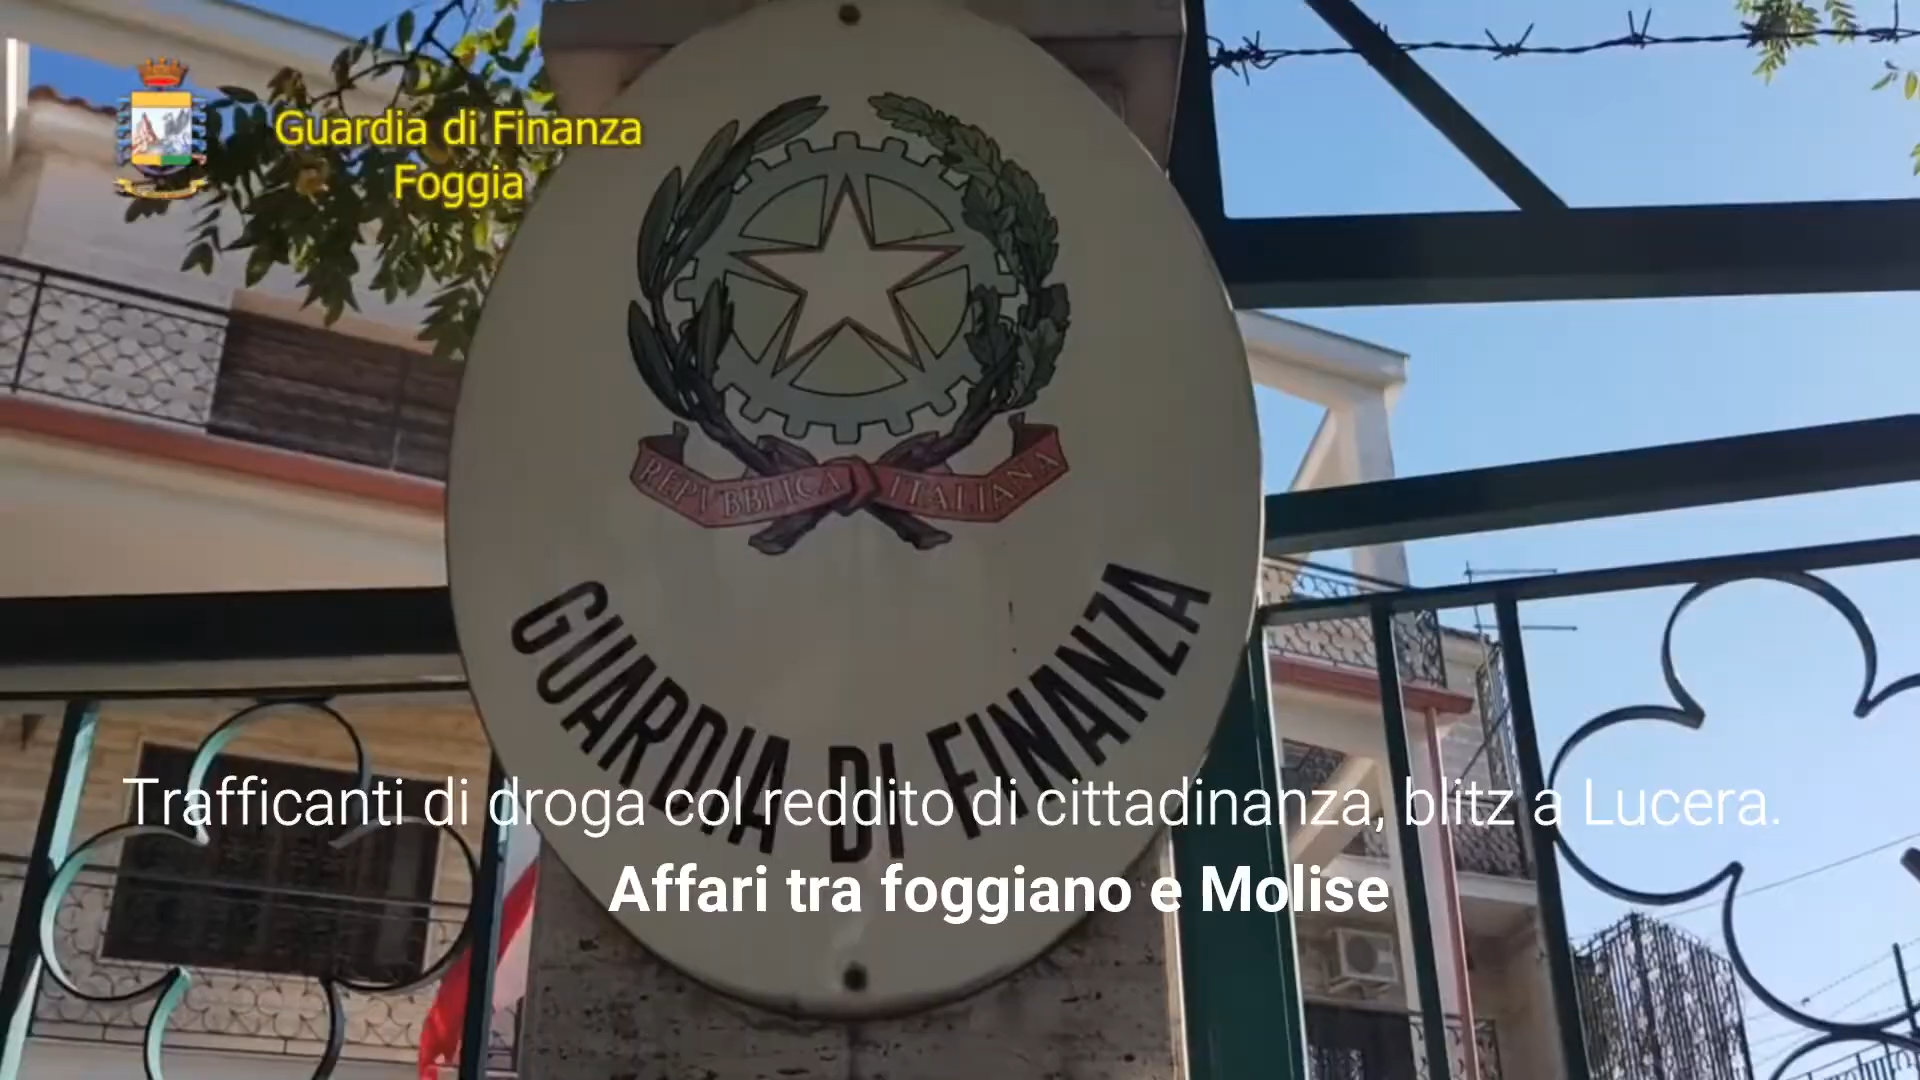 Guardia di Finanza
Foggia
REPVBBLICA ITALIANA
GUARDIA DI FINANZA
Trafficanti di droga col reddito di cittadinanza, blitz a Lucera.
Affari tra foggiano e Molise